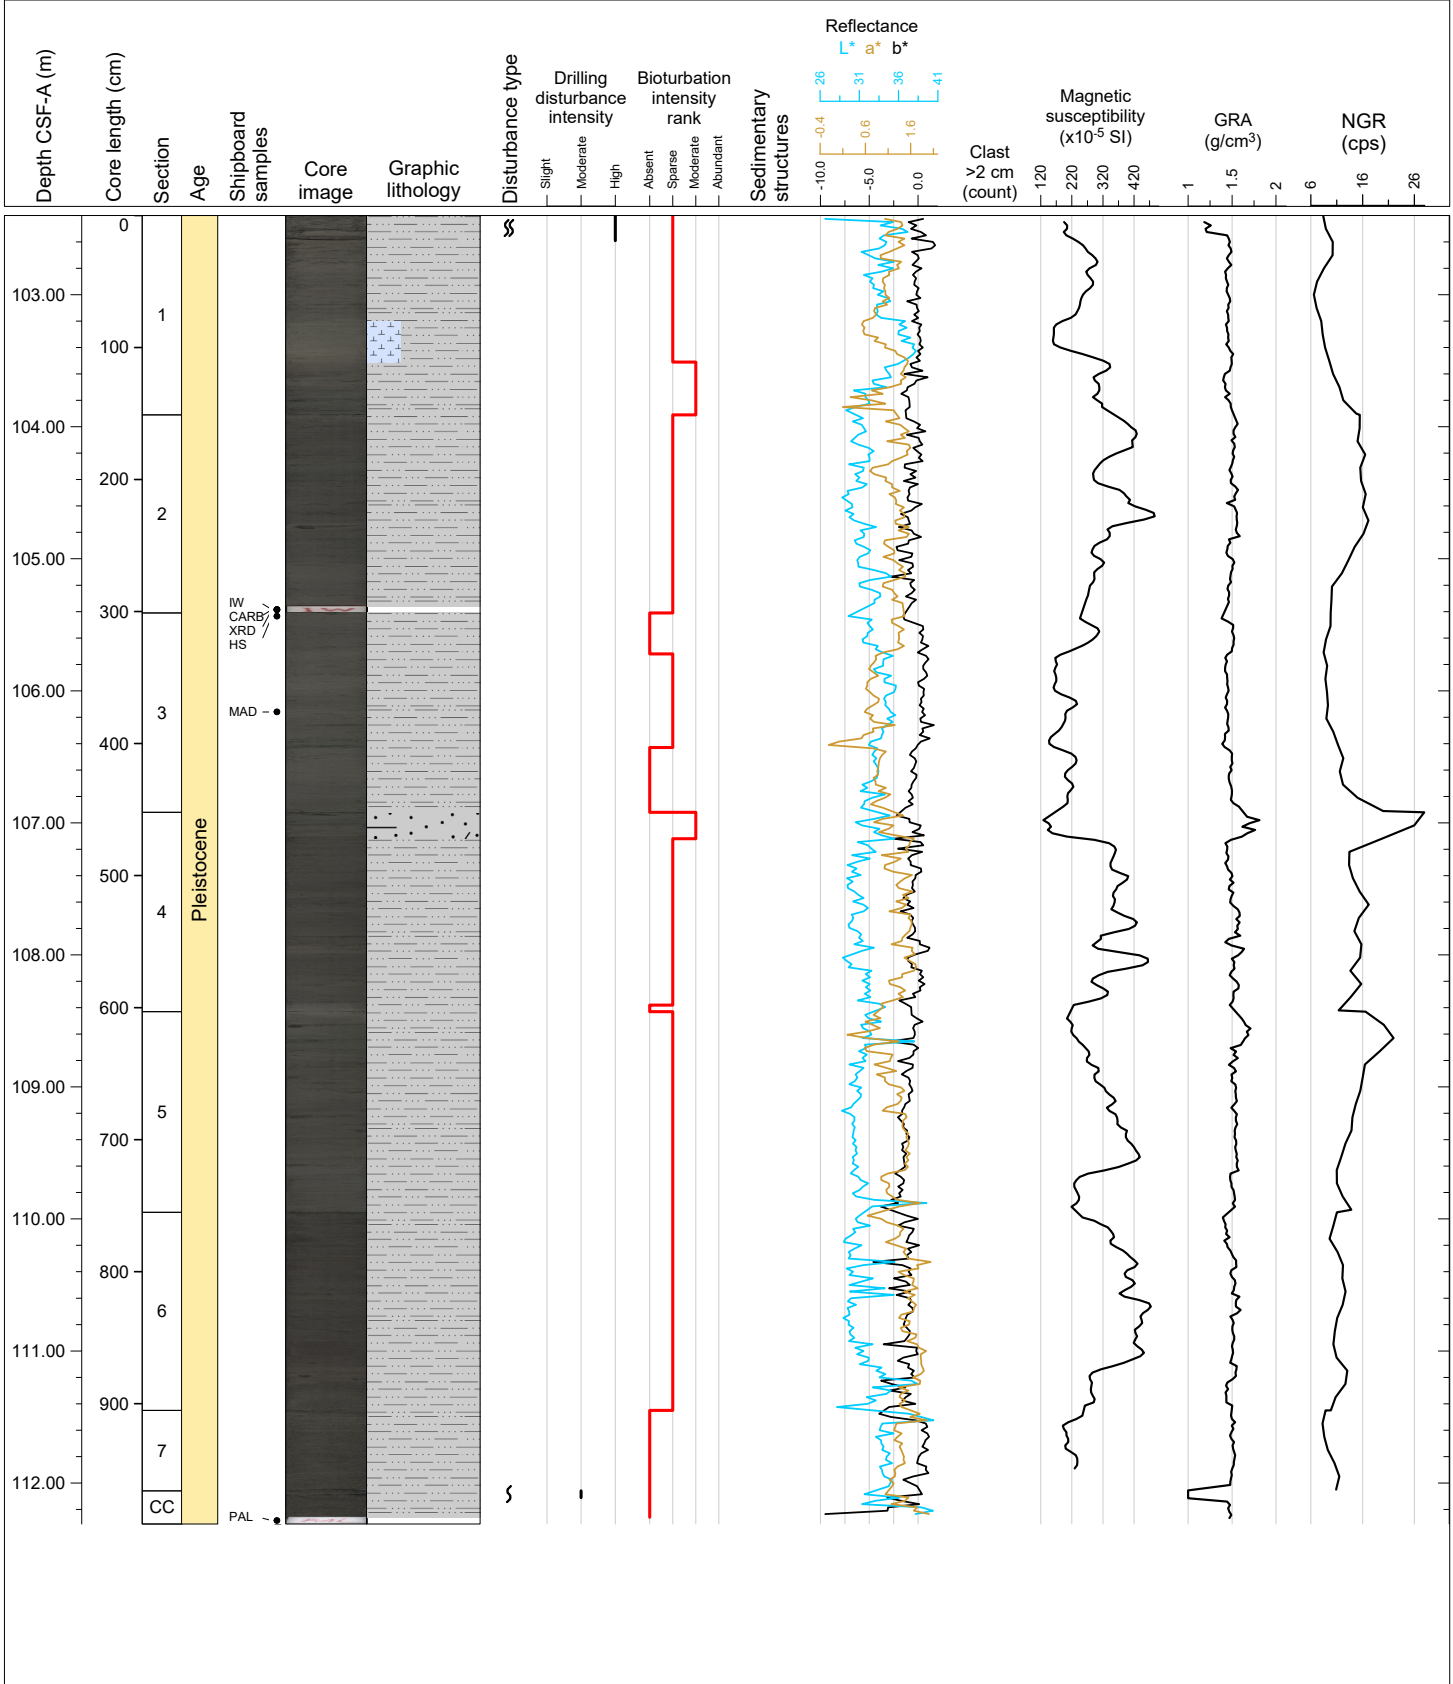 Depth CSF-A (m)
Core length (cm)
Section
Age
Shipboard
samples
Core
image
Graphic
lithology
Disturbance type
Drilling
disturbance
intensity
Slight
Moderate
High
Bioturbation
intensity
rank
Absent
Sparse
Moderate
Abundant
Sedimentary
structures
Reflectance
L* a* b*
26 31 36 41
-0.4 0.6 1.6
-10.0 -5.0 0.0
Clast
>2 cm
(count)
Magnetic
susceptibility
(x10-5 SI)
120 220 320 420
GRA
(g/cm3)
1 1.5 2
NGR
(cps)
6 16 26
0
103.00
1
100
104.00
200
2
105.00
300
IW
CARB
XRD
HS
106.00
3
MAD
400
107.00
Pleistocene
500
4
108.00
600
109.00
5
700
110.00
800
6
111.00
900
7
112.00
CC
PAL